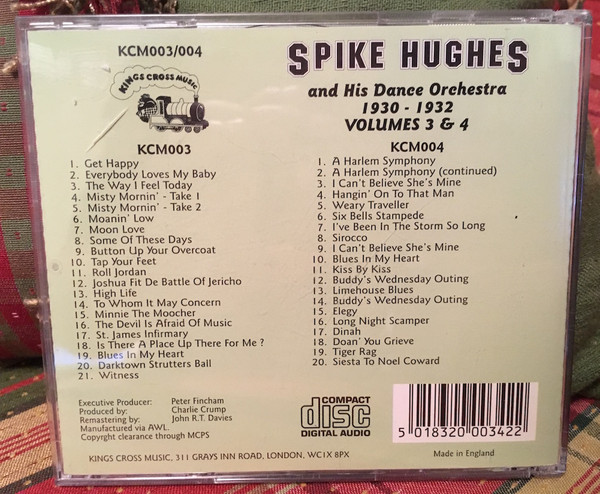 KCM003/004
KINGS CROSS MUSIC
SPIKE HUGHES
and His Dance Orchestra
1930 - 1932
VOLUMES 3 & 4
KCM003
1. Get Happy
2. Everybody Loves My Baby
3. The Way I Feel Today
4. Misty Mornin' - Take 1
5. Misty Mornin' - Take 2
6. Moanin' Low
7. Moon Love
8. Some Of These Days
9. Button Up Your Overcoat
10. Tap Your Feet
11. Roll Jordan
12. Joshua Fit De Battle Of Jericho
13. High Life
14. To Whom It May Concern
15. Minnie The Moocher
16. The Devil Is Afraid Of Music
17. St. James Infirmary
18. Is There A Place Up There For Me ?
19. Blues In My Heart
20. Darktown Strutters Ball
21. Witness
KCM004
1. A Harlem Symphony
2. A Harlem Symphony (continued)
3. I Can't Believe She's Mine
4. Hangin' On To That Man
5. Weary Traveller
6. Six Bells Stampede
7. I've Been In The Storm So Long
8. Sirocco
9. I Can't Believe She's Mine
10. Blues In My Heart
11. Kiss By Kiss
12. Buddy's Wednesday Outing
13. Limehouse Blues
14. Buddy's Wednesday Outing
15. Elegy
16. Long Night Scamper
17. Dinah
18. Doan' You Grieve
19. Tiger Rag
20. Siesta To Noel Coward
Executive Producer: Peter Fincham
Produced by: Charlie Crump
Remastering by: John R.T. Davies
Manufactured via AWL.
Copyrght clearance through MCPS
COMPACT
disc
DIGITAL AUDIO
5 018320 003422
KINGS CROSS MUSIC, 311 GRAYS INN ROAD, LONDON, WC1X 8PX
Made in England